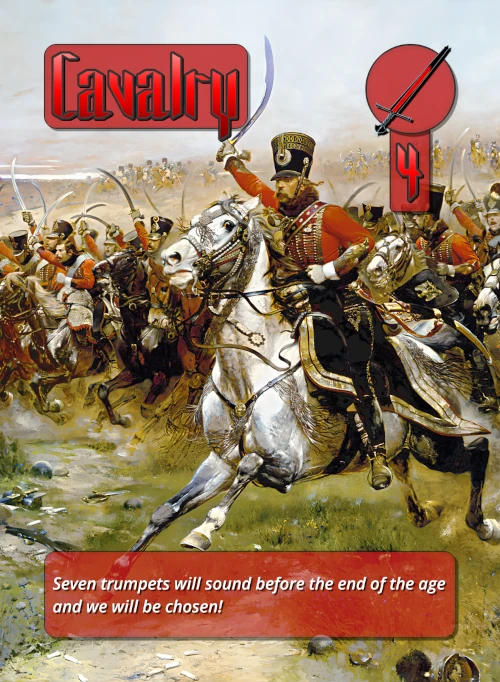 Cavalry
4
Seven trumpets will sound before the end of the age
and we will be chosen!